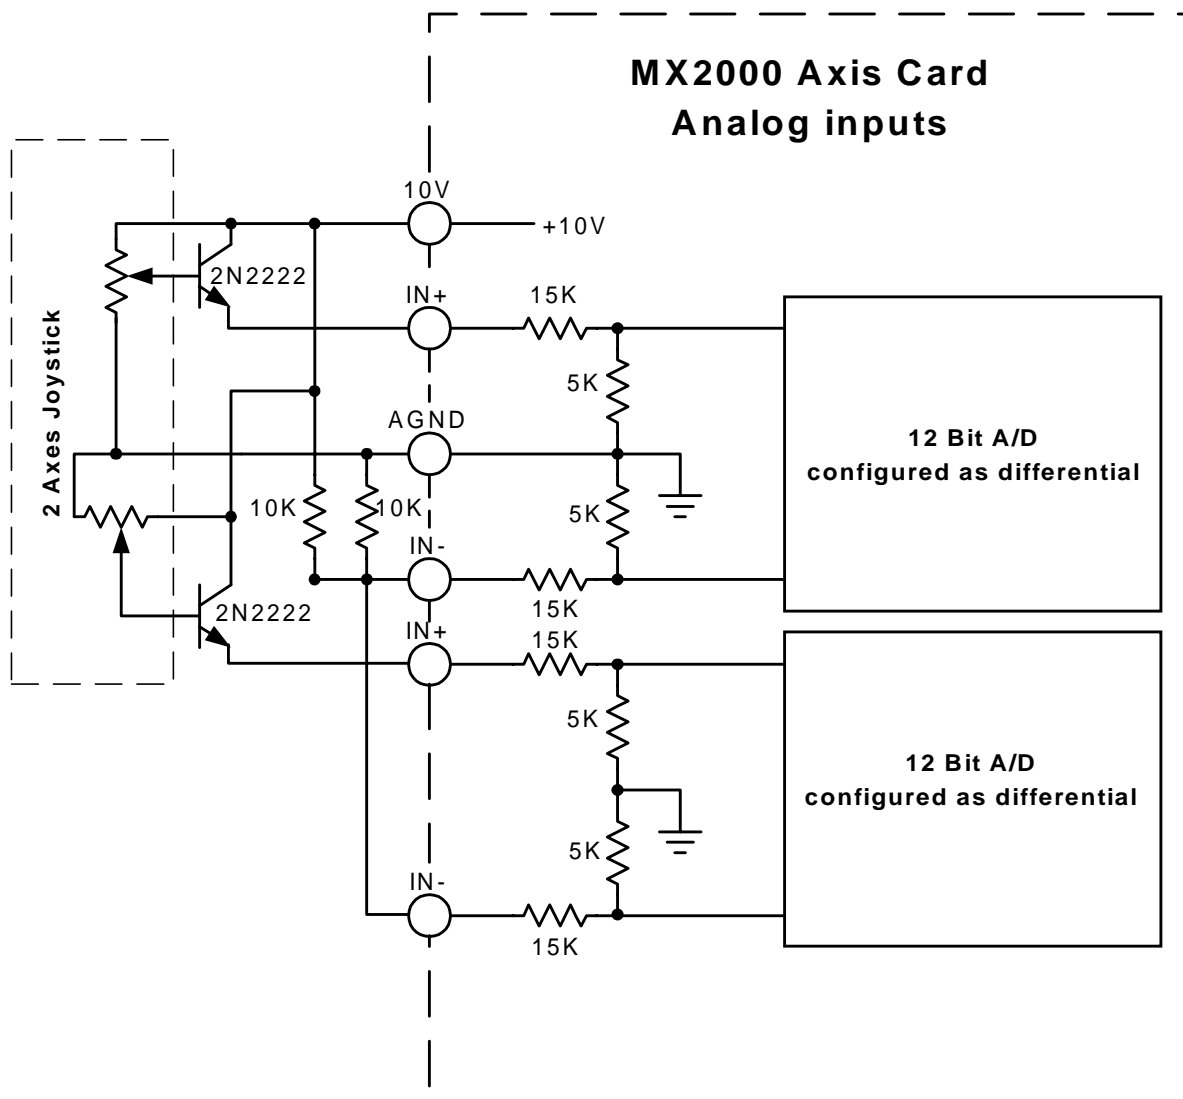 MX2000 Axis Card
Analog inputs
10V
+10V
2N2222
IN+
15K
5K
2 Axes Joystick
AGND
12 Bit A/D
configured as differential
10K
10K
5K
IN-
15K
2N2222
IN+
15K
5K
12 Bit A/D
configured as differential
5K
IN-
15K